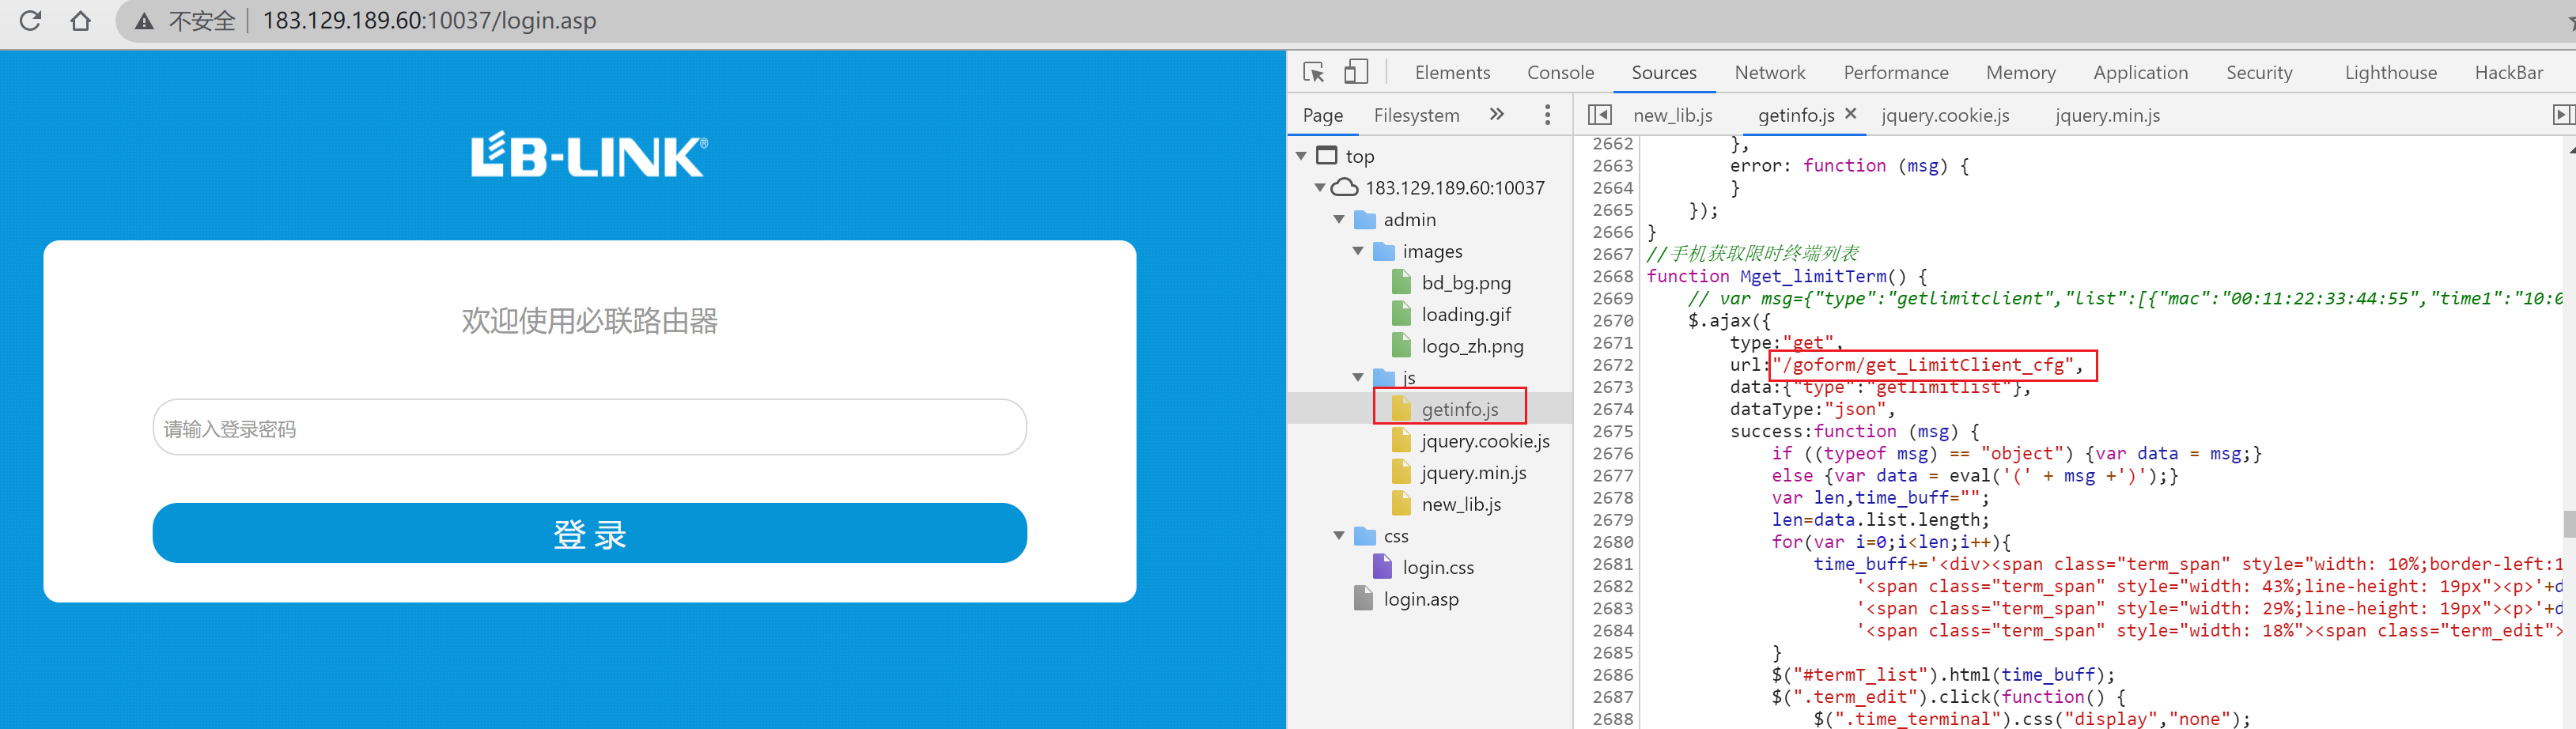 不安全 183.129.189.60:10037/login.asp
LB-LINK®
欢迎使用必联路由器
请输入登录密码
登 录
Elements Console Sources Network Performance Memory Application Security Lighthouse HackBar
Page Filesystem » new_lib.js getinfo.js × jquery.cookie.js jquery.min.js
top
183.129.189.60:10037
admin
images
bd_bg.png
loading.gif
logo_zh.png
js
getinfo.js
jquery.cookie.js
jquery.min.js
new_lib.js
css
login.css
login.asp
2662 },
2663 error: function (msg) {
2664 }
2665 });
2666 }
2667 //手机获取限时终端列表
2668 function Mget_limitTerm() {
2669 // var msg={"type":"getlimitclient","list":[{"mac":"00:11:22:33:44:55","time1":"10:0
2670 $.ajax({
2671 type:"get",
2672 url:"/goform/get_LimitClient_cfg",
2673 data:{"type":"getlimitlist"},
2674 dataType:"json",
2675 success:function (msg) {
2676 if ((typeof msg) == "object") {var data = msg;}
2677 else {var data = eval('(' + msg +')');}
2678 var len,time_buff="";
2679 len=data.list.length;
2680 for(var i=0;i<len;i++){
2681 time_buff+='<div><span class="term_span" style="width: 10%;border-left:1
2682 '<span class="term_span" style="width: 43%;line-height: 19px"><p>'+d
2683 '<span class="term_span" style="width: 29%;line-height: 19px"><p>'+d
2684 '<span class="term_span" style="width: 18%"><span class="term_edit">
2685 }
2686 $("#termT_list").html(time_buff);
2687 $(".term_edit").click(function() {
2688 $(".time_terminal").css("display","none");